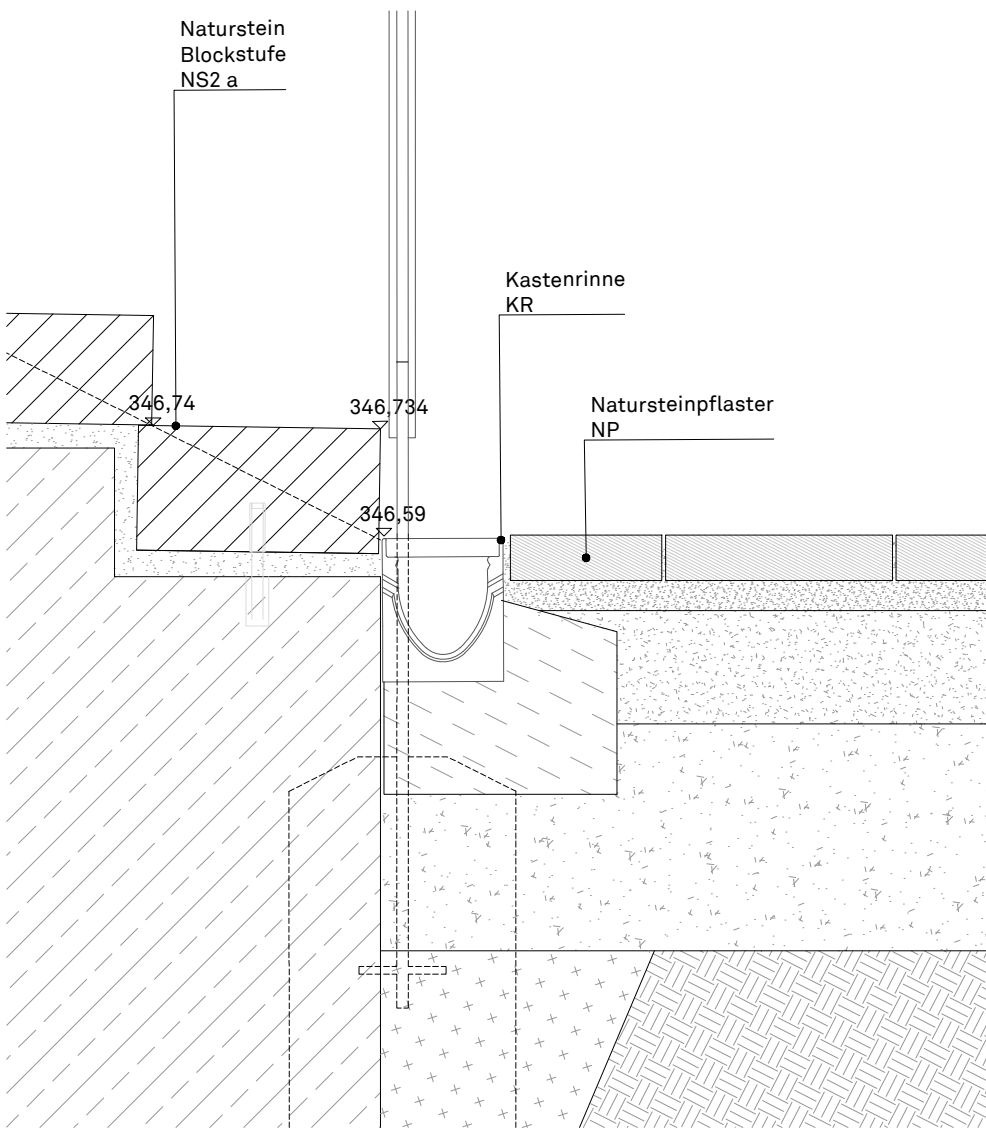 Naturstein
Blockstufe
NS2 a
Kastenrinne
KR
346,74
346,734
Natursteinpflaster
NP
346,59